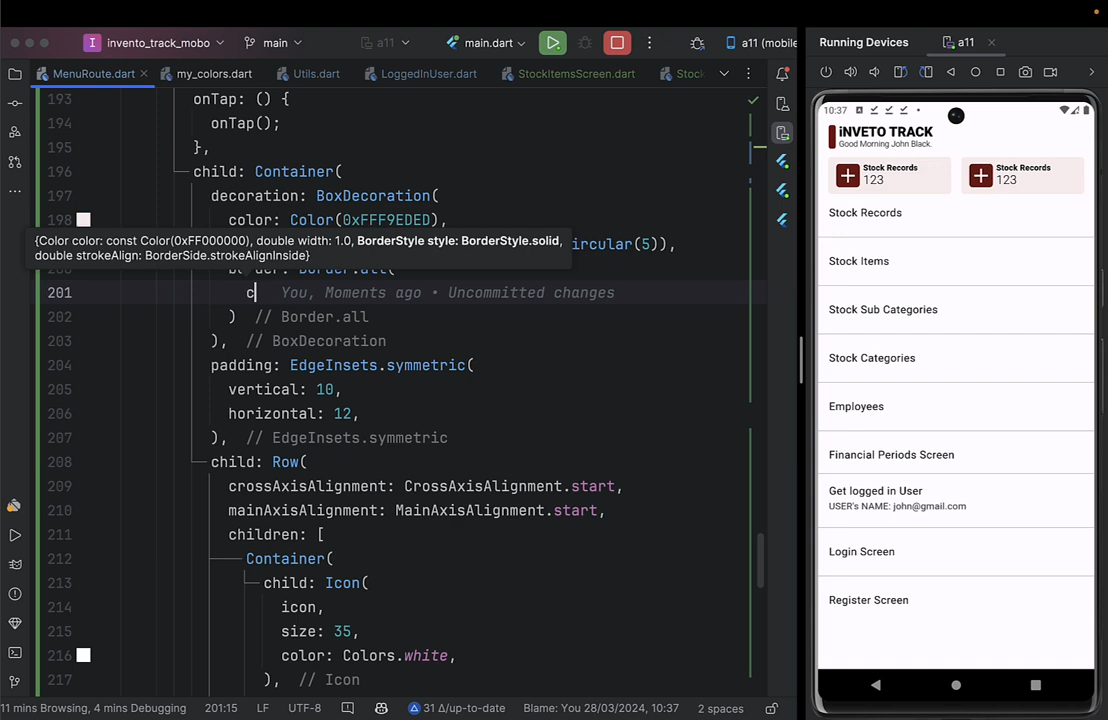 I invento_track_mobo main a11 main.dart a11 (mobile Running Devices a11
MenuRoute.dart my_colors.dart Utils.dart LoggedInUser.dart StockItemsScreen.dart Stock
193 onTap: () {
194 onTap();
195 },
196 child: Container(
197 decoration: BoxDecoration(
198 color: Color(0xFFF9EDED),
ircular(5)),
{Color color: const Color(0xFF000000), double width: 1.0, BorderStyle style: BorderStyle.solid,
double strokeAlign: BorderSide.strokeAlignInside}
201 c You, Moments ago • Uncommitted changes
202 ) // Border.all
203 ), // BoxDecoration
204 padding: EdgeInsets.symmetric(
205 vertical: 10,
206 horizontal: 12,
207 ), // EdgeInsets.symmetric
208 child: Row(
209 crossAxisAlignment: CrossAxisAlignment.start,
210 mainAxisAlignment: MainAxisAlignment.start,
211 children: [
212 Container(
213 child: Icon(
214 icon,
215 size: 35,
216 color: Colors.white,
217 ), // Icon
11 mins Browsing, 4 mins Debugging 201:15 LF UTF-8 31 Δ/up-to-date Blame: You 28/03/2024, 10:37 2 spaces
10:37
iNVETO TRACK
Good Morning John Black.
Stock Records
123
Stock Records
123
Stock Records
Stock Items
Stock Sub Categories
Stock Categories
Employees
Financial Periods Screen
Get logged in User
USER's NAME: john@gmail.com
Login Screen
Register Screen